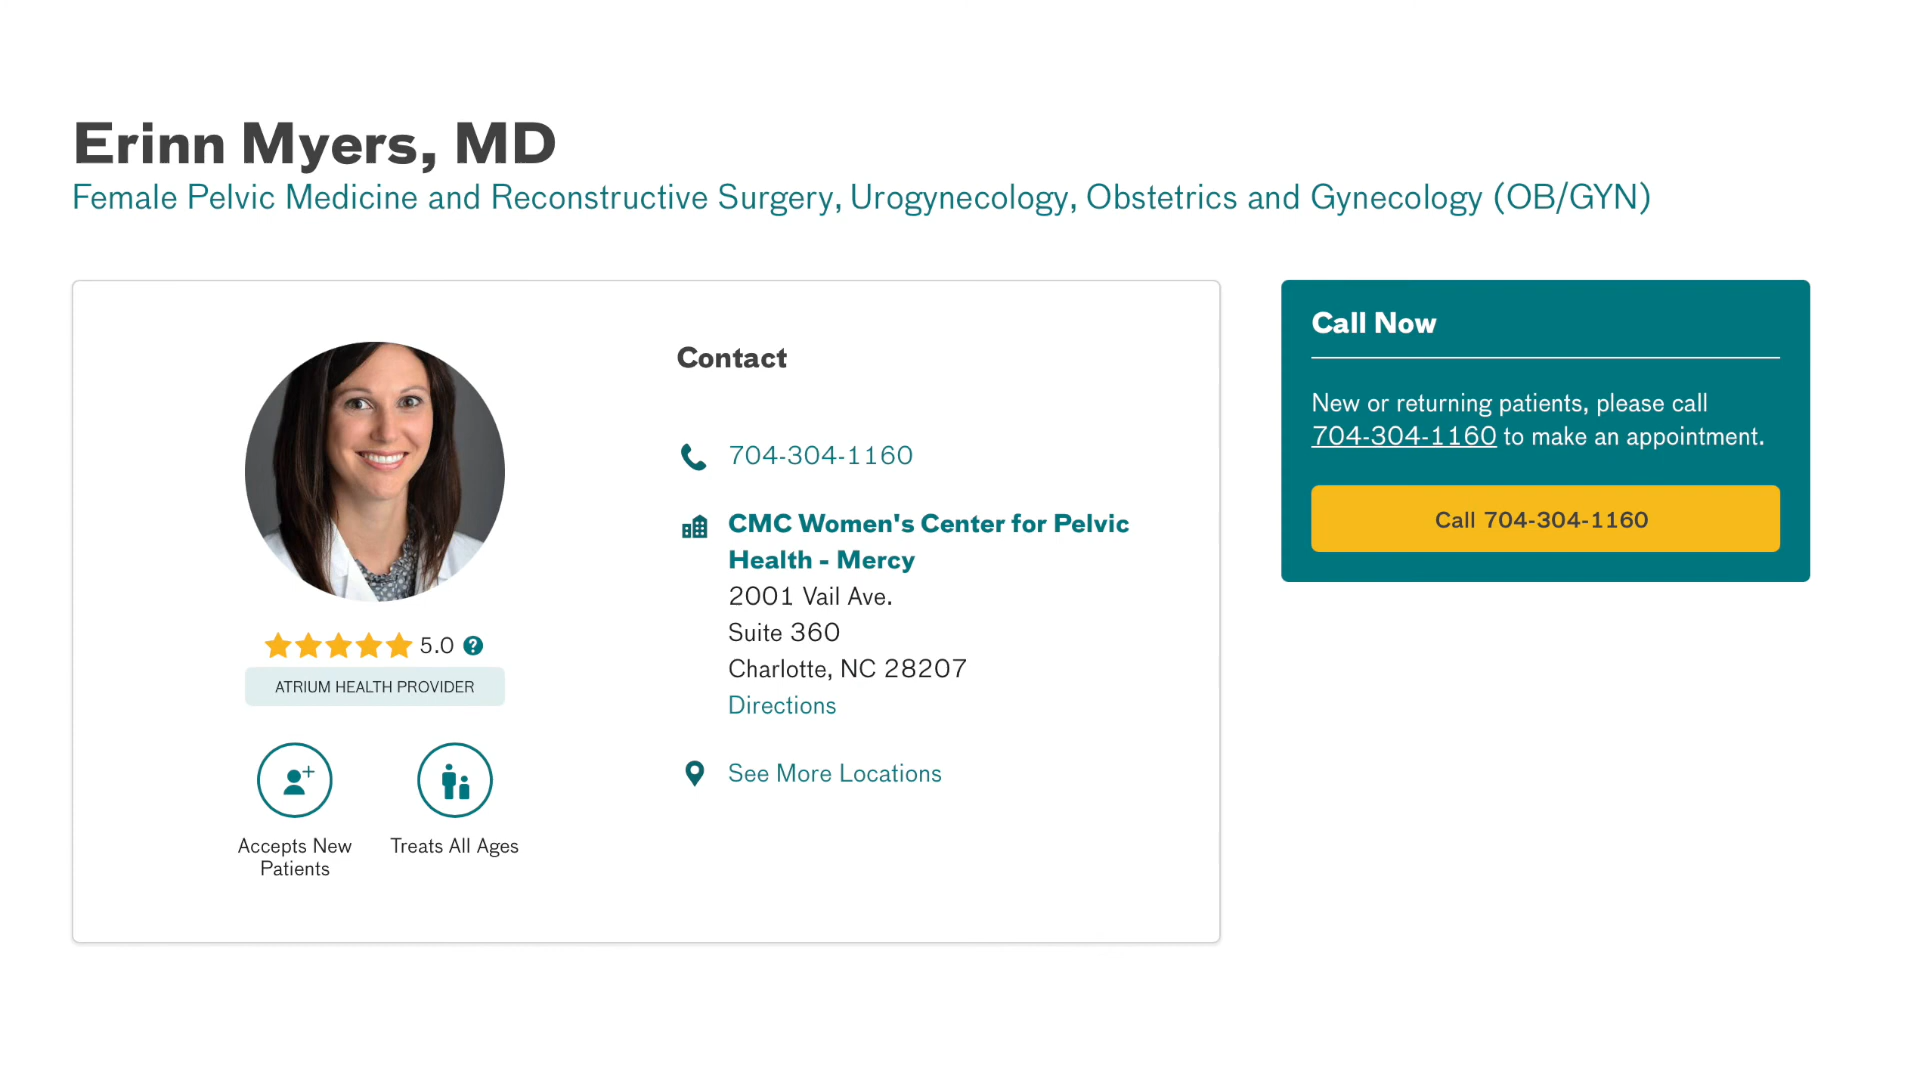 Erinn Myers, MD
Female Pelvic Medicine and Reconstructive Surgery, Urogynecology, Obstetrics and Gynecology (OB/GYN)
5.0 ?
ATRIUM HEALTH PROVIDER
Accepts New
Patients
Treats All Ages
Contact
704-304-1160
CMC Women's Center for Pelvic
Health - Mercy
2001 Vail Ave.
Suite 360
Charlotte, NC 28207
Directions
See More Locations
Call Now
New or returning patients, please call
704-304-1160 to make an appointment.
Call 704-304-1160